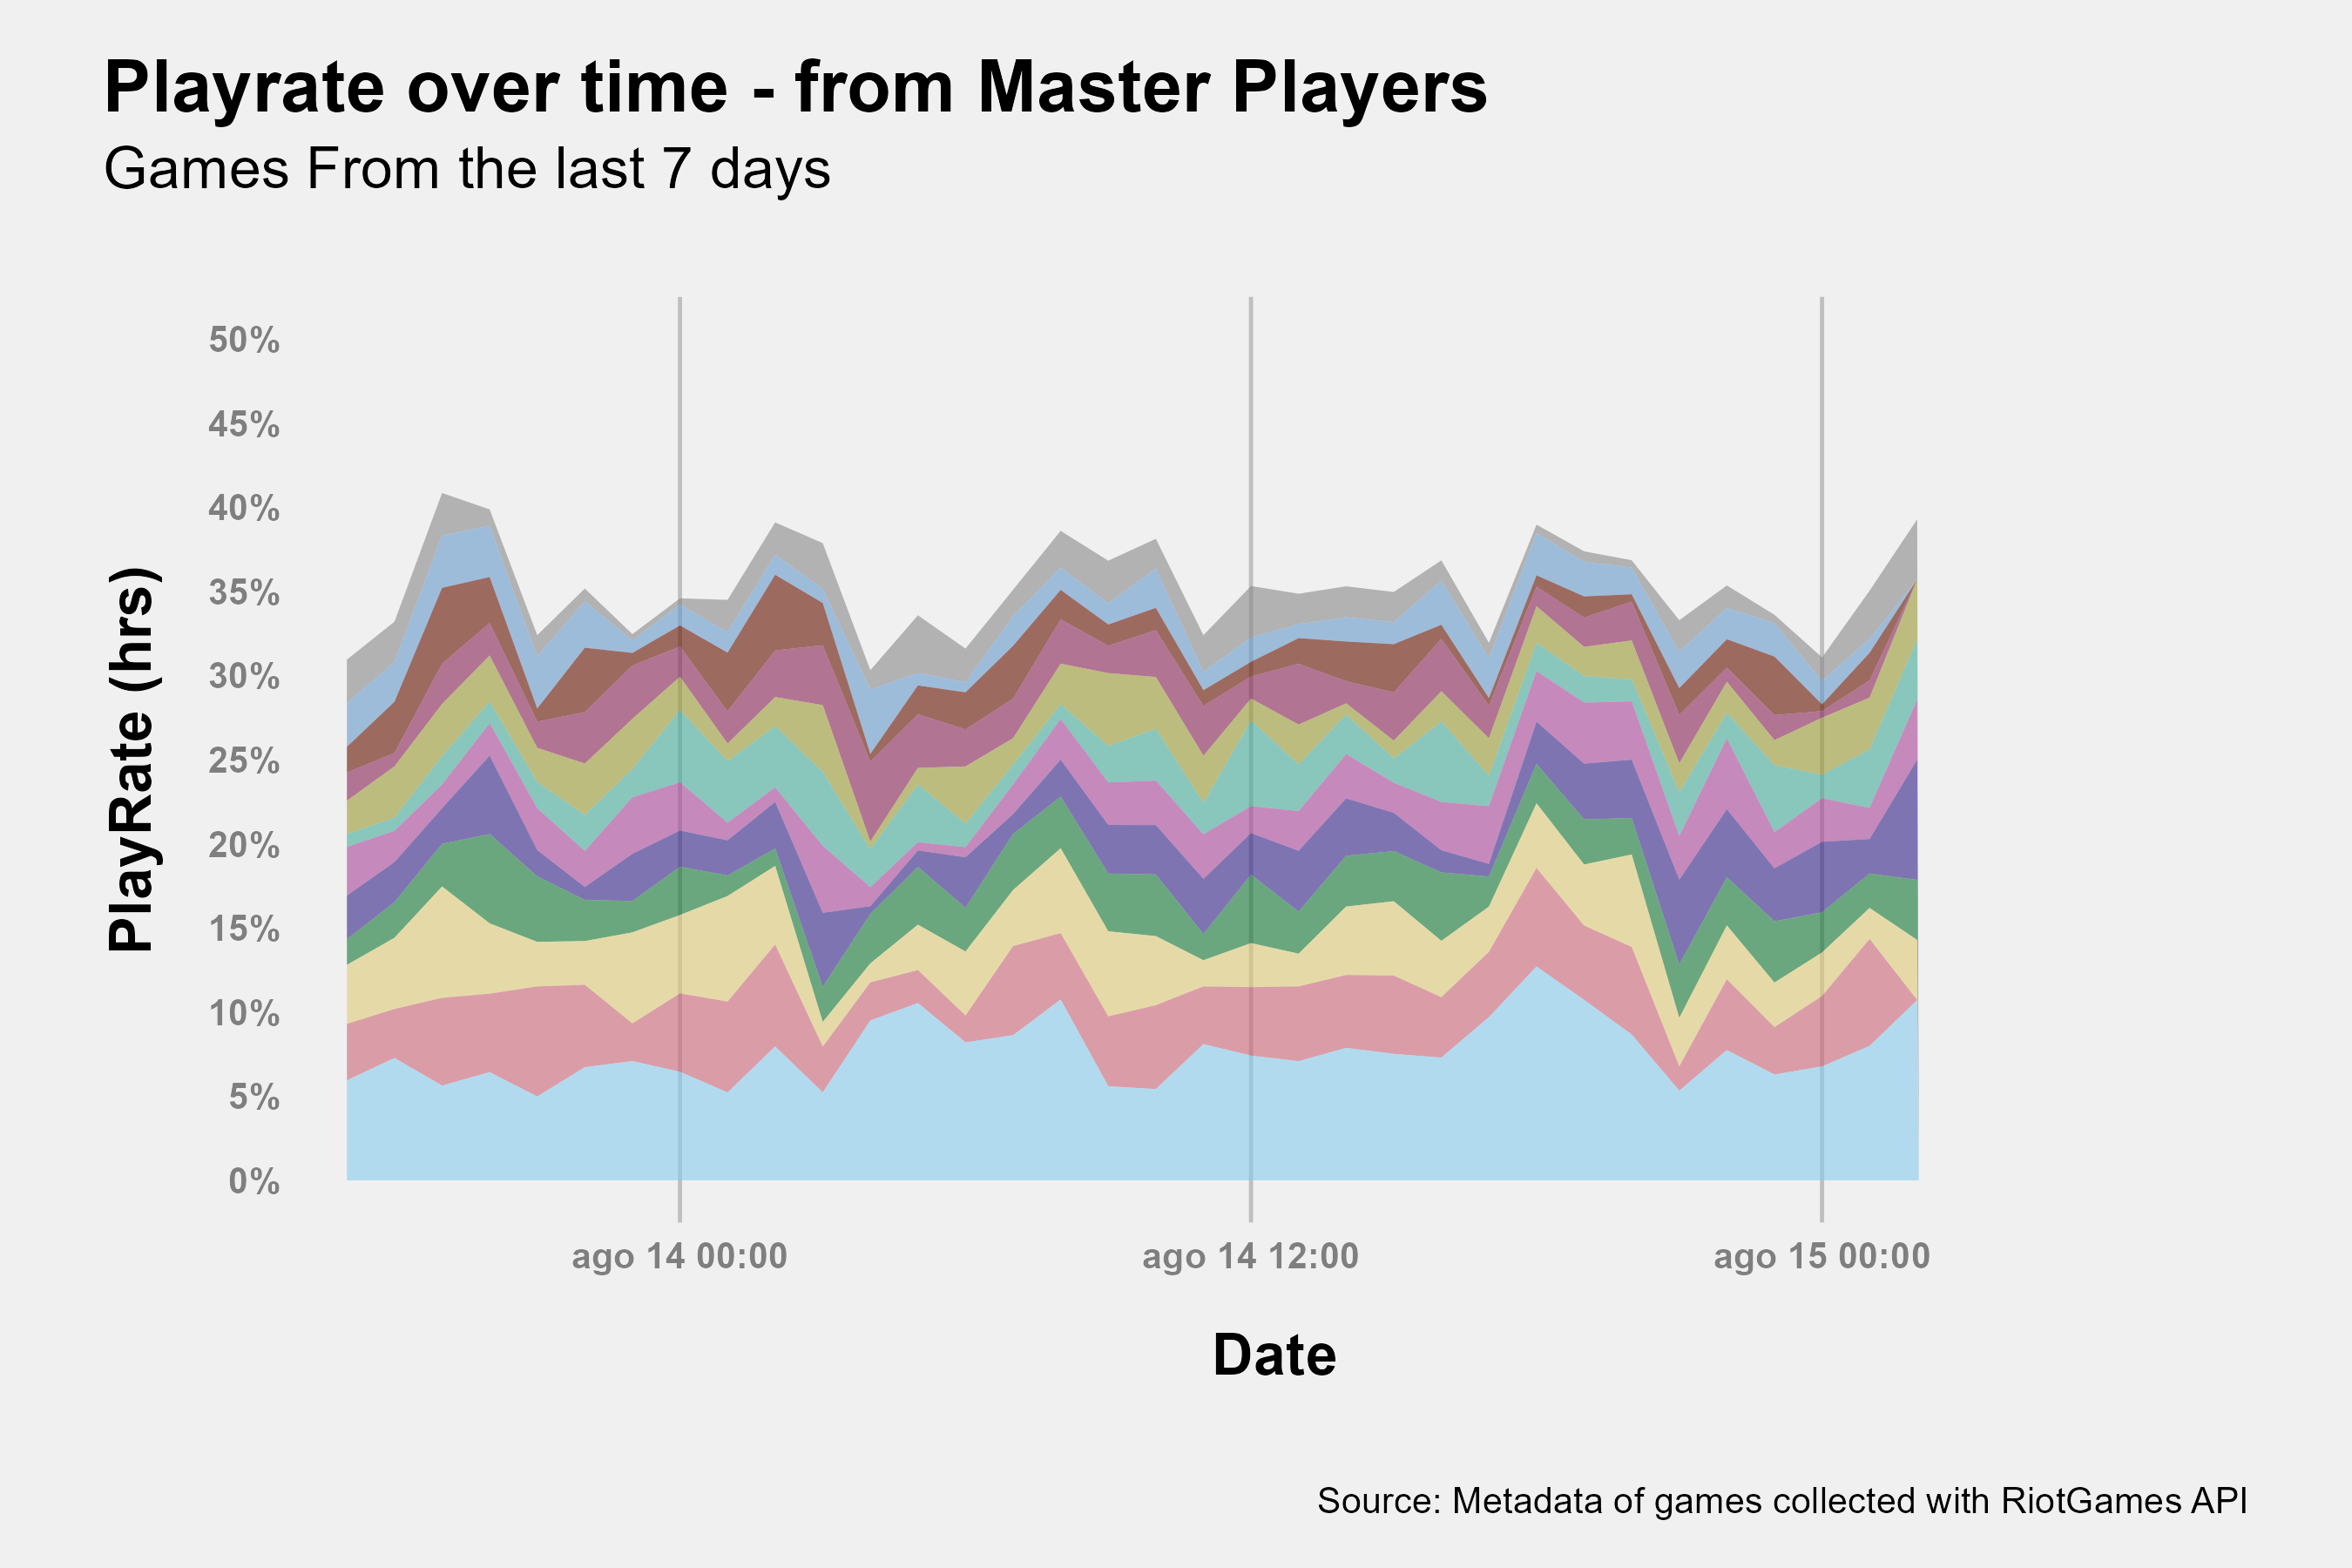 Playrate over time - from Master Players
Games From the last 7 days
PlayRate (hrs)
50%
45%
40%
35%
30%
25%
20%
15%
10%
5%
0%
ago 14 00:00
ago 14 12:00
ago 15 00:00
Date
Source: Metadata of games collected with RiotGames API